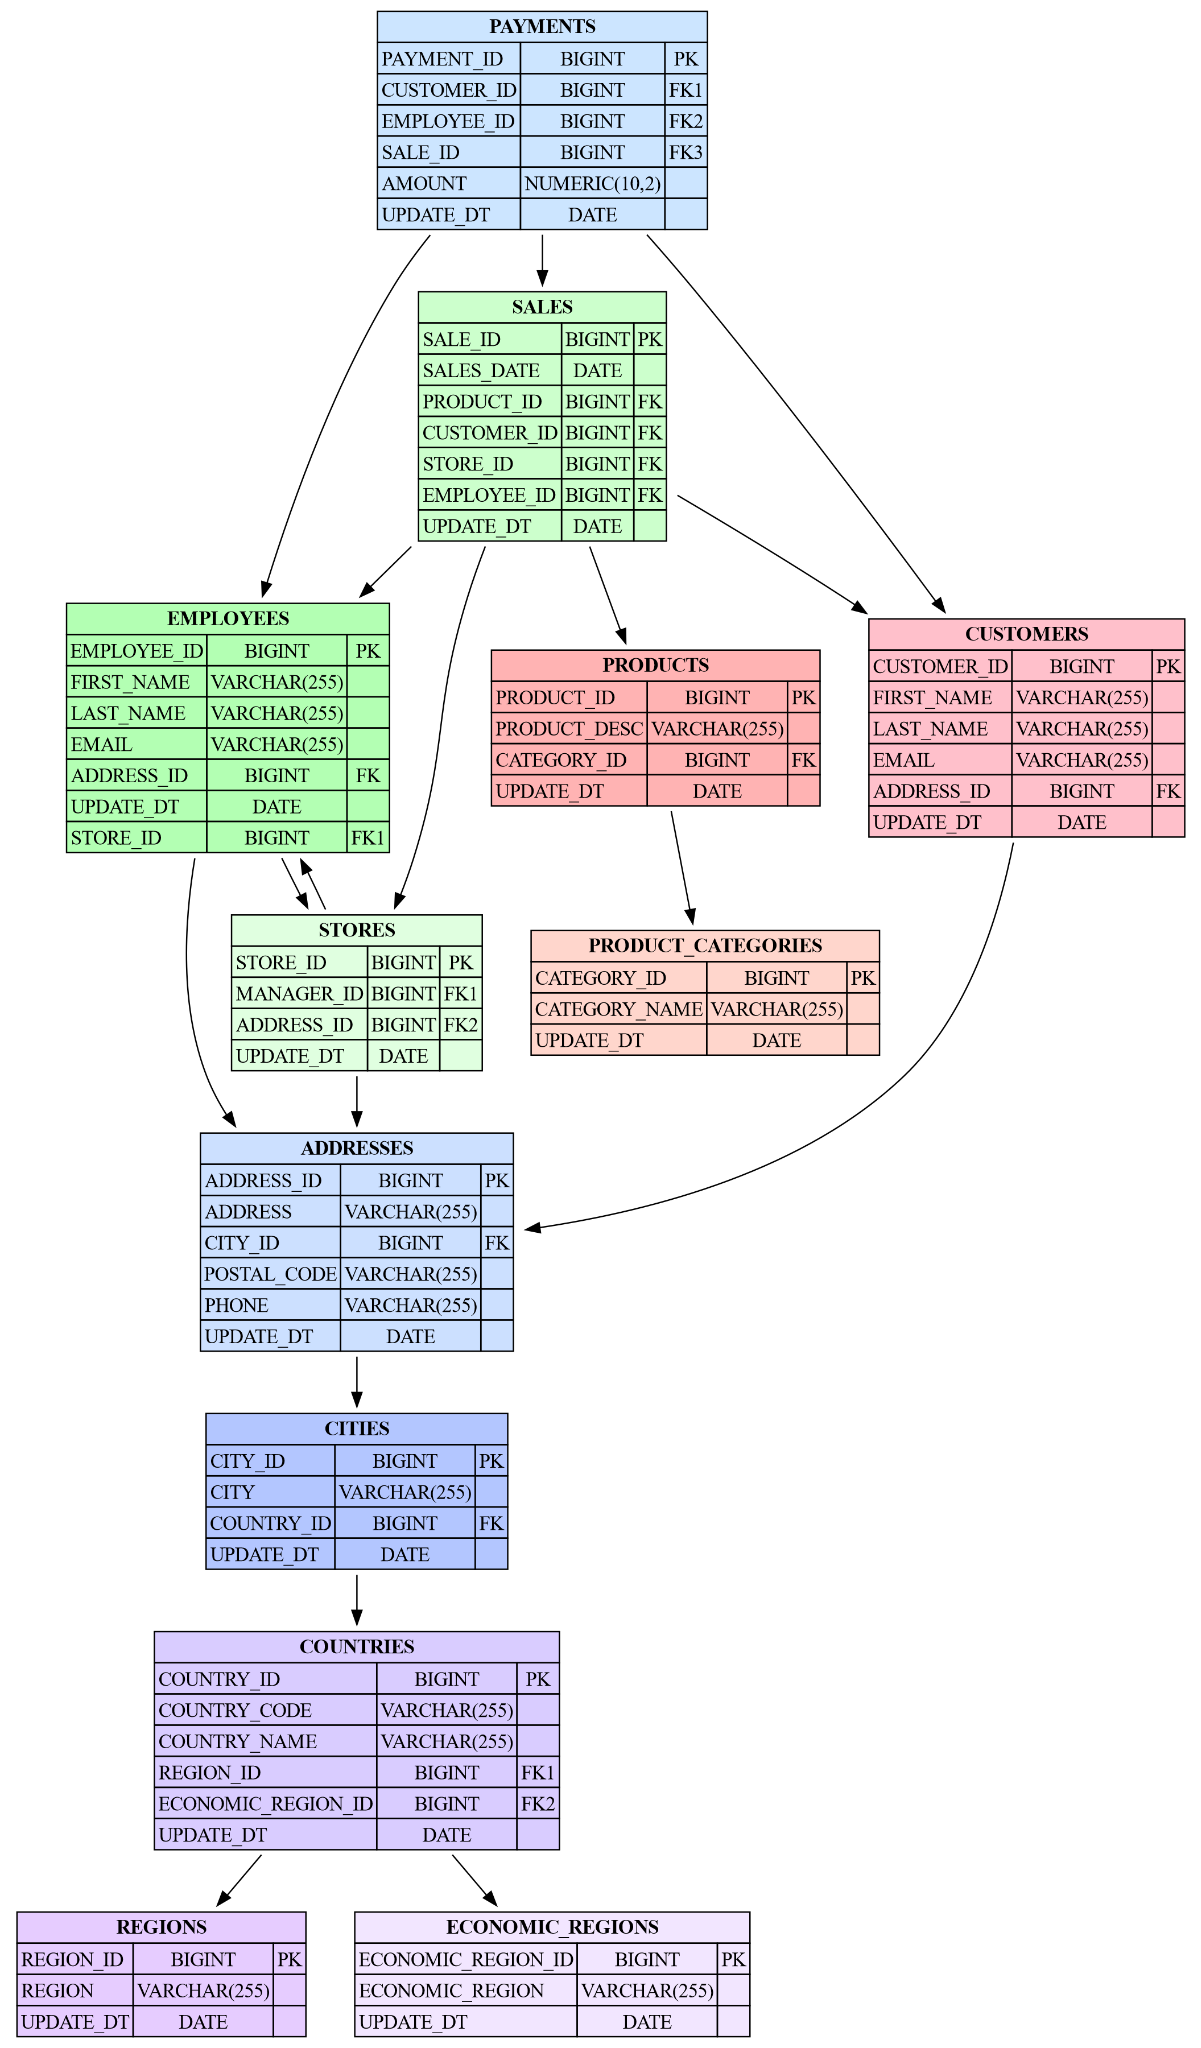 PAYMENTS
PAYMENT_ID BIGINT PK
CUSTOMER_ID BIGINT FK1
EMPLOYEE_ID BIGINT FK2
SALE_ID BIGINT FK3
AMOUNT NUMERIC(10,2)
UPDATE_DT DATE
SALES
SALE_ID BIGINT PK
SALES_DATE DATE
PRODUCT_ID BIGINT FK
CUSTOMER_ID BIGINT FK
STORE_ID BIGINT FK
EMPLOYEE_ID BIGINT FK
UPDATE_DT DATE
EMPLOYEES
EMPLOYEE_ID BIGINT PK
FIRST_NAME VARCHAR(255)
LAST_NAME VARCHAR(255)
EMAIL VARCHAR(255)
ADDRESS_ID BIGINT FK
UPDATE_DT DATE
STORE_ID BIGINT FK1
PRODUCTS
PRODUCT_ID BIGINT PK
PRODUCT_DESC VARCHAR(255)
CATEGORY_ID BIGINT FK
UPDATE_DT DATE
CUSTOMERS
CUSTOMER_ID BIGINT PK
FIRST_NAME VARCHAR(255)
LAST_NAME VARCHAR(255)
EMAIL VARCHAR(255)
ADDRESS_ID BIGINT FK
UPDATE_DT DATE
STORES
STORE_ID BIGINT PK
MANAGER_ID BIGINT FK1
ADDRESS_ID BIGINT FK2
UPDATE_DT DATE
PRODUCT_CATEGORIES
CATEGORY_ID BIGINT PK
CATEGORY_NAME VARCHAR(255)
UPDATE_DT DATE
ADDRESSES
ADDRESS_ID BIGINT PK
ADDRESS VARCHAR(255)
CITY_ID BIGINT FK
POSTAL_CODE VARCHAR(255)
PHONE VARCHAR(255)
UPDATE_DT DATE
CITIES
CITY_ID BIGINT PK
CITY VARCHAR(255)
COUNTRY_ID BIGINT FK
UPDATE_DT DATE
COUNTRIES
COUNTRY_ID BIGINT PK
COUNTRY_CODE VARCHAR(255)
COUNTRY_NAME VARCHAR(255)
REGION_ID BIGINT FK1
ECONOMIC_REGION_ID BIGINT FK2
UPDATE_DT DATE
REGIONS
REGION_ID BIGINT PK
REGION VARCHAR(255)
UPDATE_DT DATE
ECONOMIC_REGIONS
ECONOMIC_REGION_ID BIGINT PK
ECONOMIC_REGION VARCHAR(255)
UPDATE_DT DATE